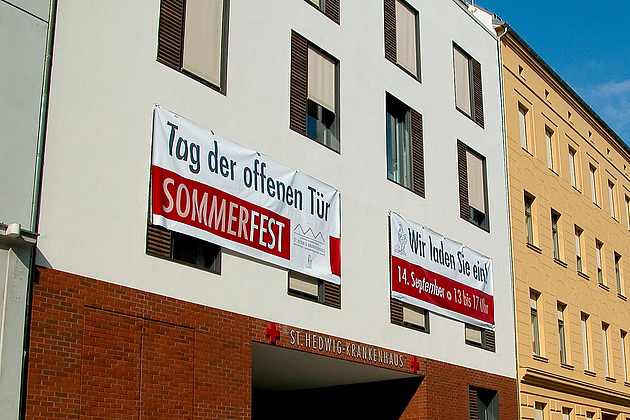 Tag der offenen Tür
SOMMERFEST
Wir laden Sie ein!
14. September 13 bis 17 Uhr
ST. HEDWIG-KRANKENHAUS